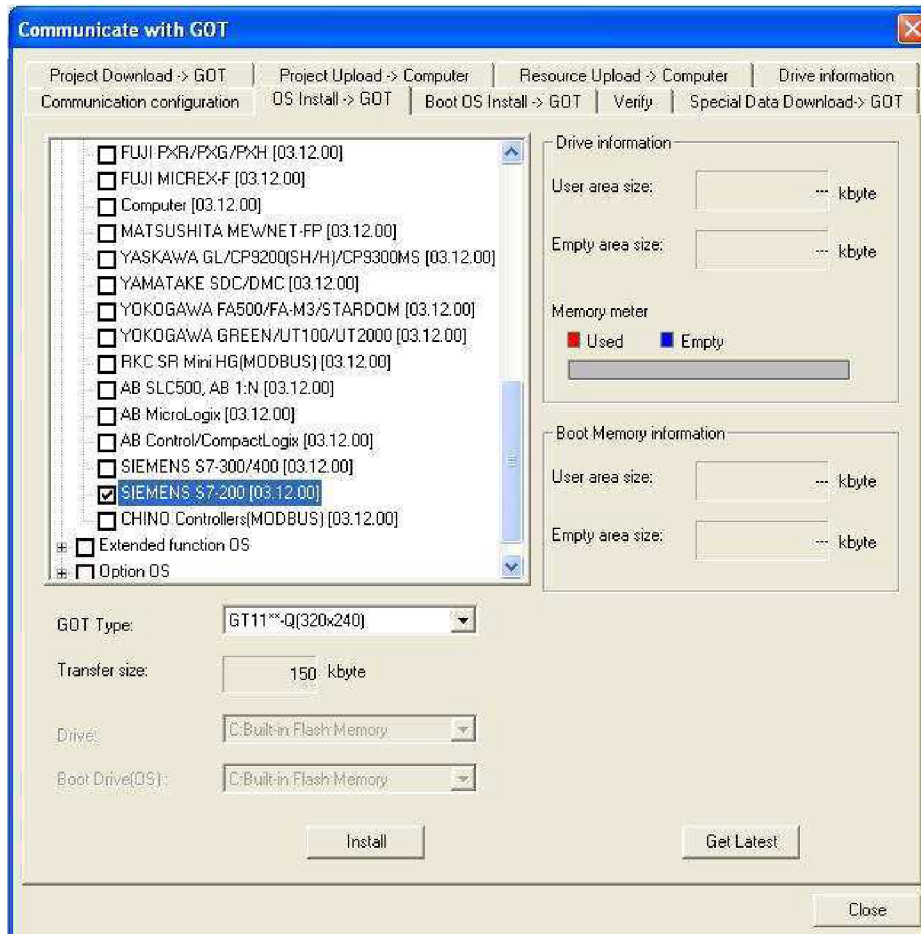 Communicate with GOT
Project Download -> GOT
Project Upload -> Computer
Resource Upload -> Computer
Drive information
Communication configuration
OS Install -> GOT
Boot OS Install -> GOT
Verify
Special Data Download-> GOT
FUJI PXR/PXG/PXH [03.12.00]
FUJI MICREX-F [03.12.00]
Computer [03.12.00]
MATSUSHITA MEWNET-FP [03.12.00]
YASKAWA GL/CP9200(SH/H)/CP9300MS [03.12.00]
YAMATAKE SDC/DMC [03.12.00]
YOKOGAWA FA500/FA-M3/STARDOM [03.12.00]
YOKOGAWA GREEN/UT100/UT2000 [03.12.00]
RKC SR Mini HG(MODBUS) [03.12.00]
AB SLC500, AB 1:N [03.12.00]
AB MicroLogix [03.12.00]
AB Control/CompactLogix [03.12.00]
SIEMENS S7-300/400 [03.12.00]
SIEMENS S7-200 [03.12.00]
CHINO Controllers(MODBUS) [03.12.00]
Extended function OS
Option OS
Drive information
User area size: --- kbyte
Empty area size: --- kbyte
Memory meter
Used Empty
Boot Memory information
User area size: --- kbyte
Empty area size: --- kbyte
GOT Type: GT11**-Q(320x240)
Transfer size: 150 kbyte
Drive: C:Built-in Flash Memory
Boot Drive(OS) : C:Built-in Flash Memory
Install
Get Latest
Close